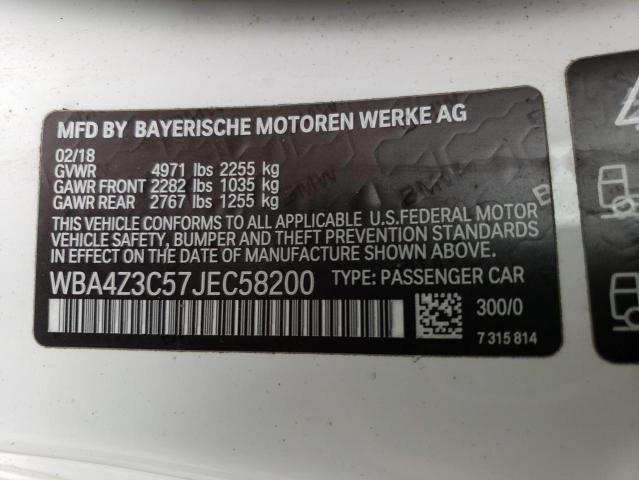 MFD BY BAYERISCHE MOTOREN WERKE AG
02/18
GVWR 4971 lbs 2255 kg
GAWR FRONT 2282 lbs 1035 kg
GAWR REAR 2767 lbs 1255 kg
THIS VEHICLE CONFORMS TO ALL APPLICABLE U.S.FEDERAL MOTOR
VEHICLE SAFETY, BUMPER AND THEFT PREVENTION STANDARDS
IN EFFECT ON THE DATE OF MANUFACTURE SHOWN ABOVE.
WBA4Z3C57JEC58200 TYPE: PASSENGER CAR
300/0
7 315 814
BMW
BMW
B